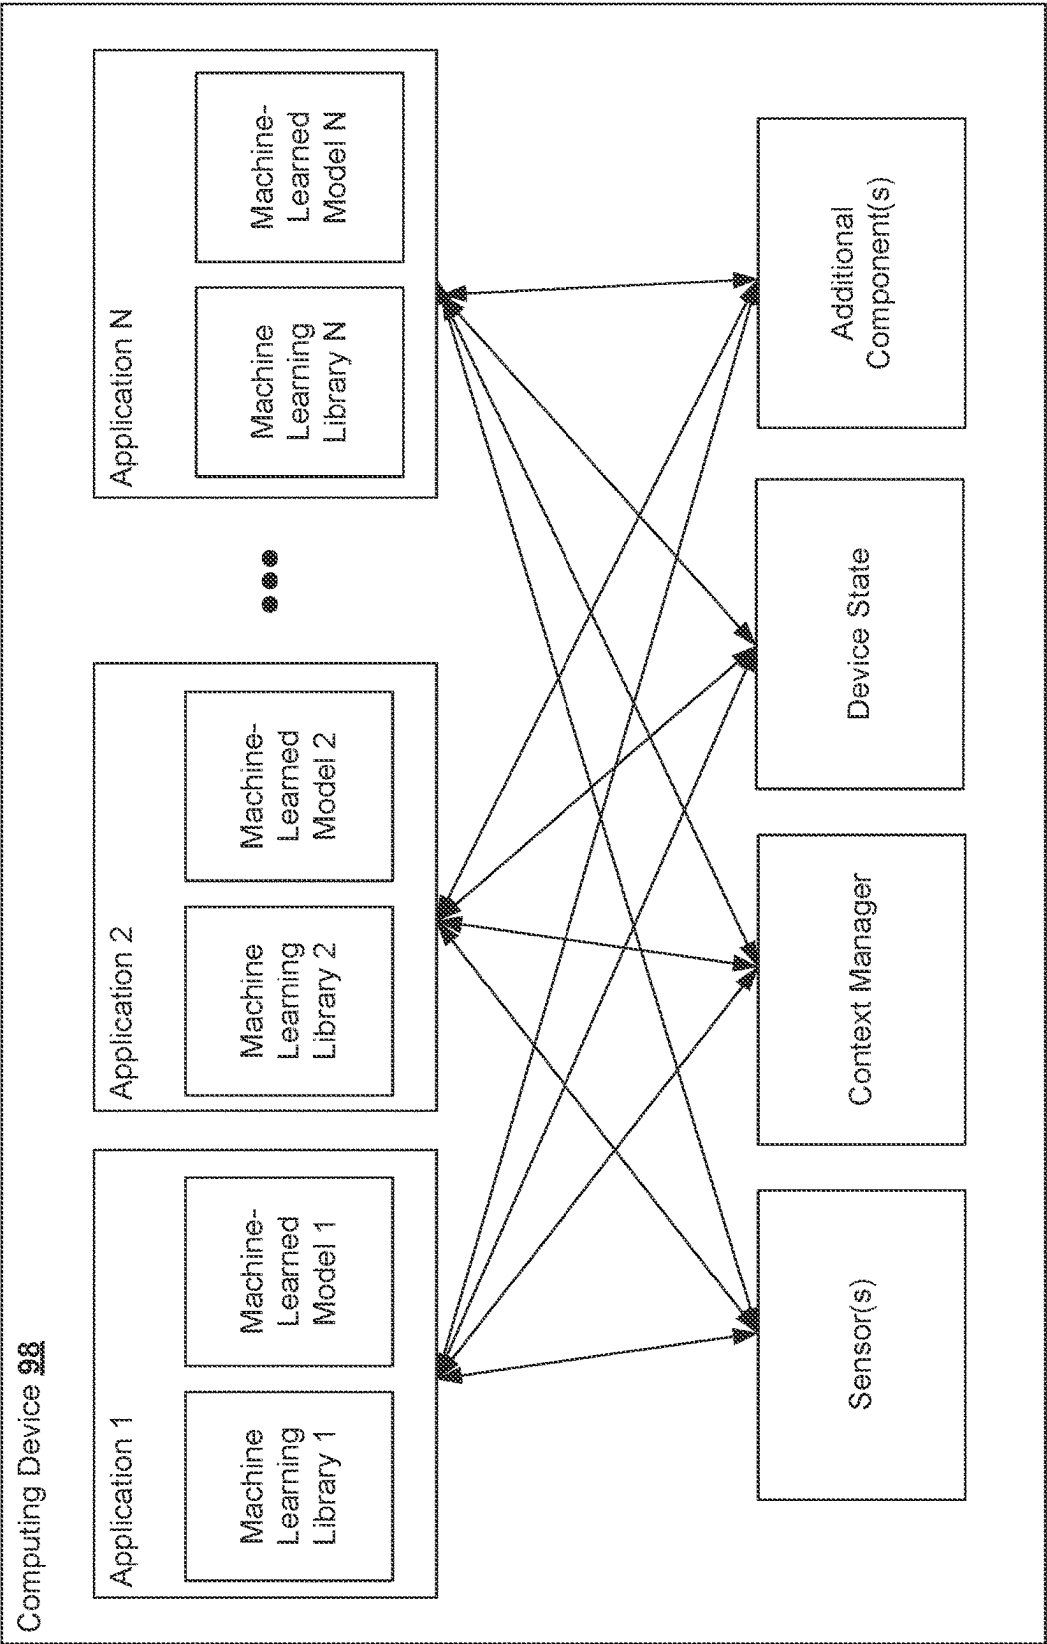 Computing Device 98
Application 1
Machine
Learning
Library 1
Machine-
Learned
Model 1
Application 2
Machine
Learning
Library 2
Machine-
Learned
Model 2
Application N
Machine
Learning
Library N
Machine-
Learned
Model N
Sensor(s)
Context Manager
Device State
Additional
Component(s)